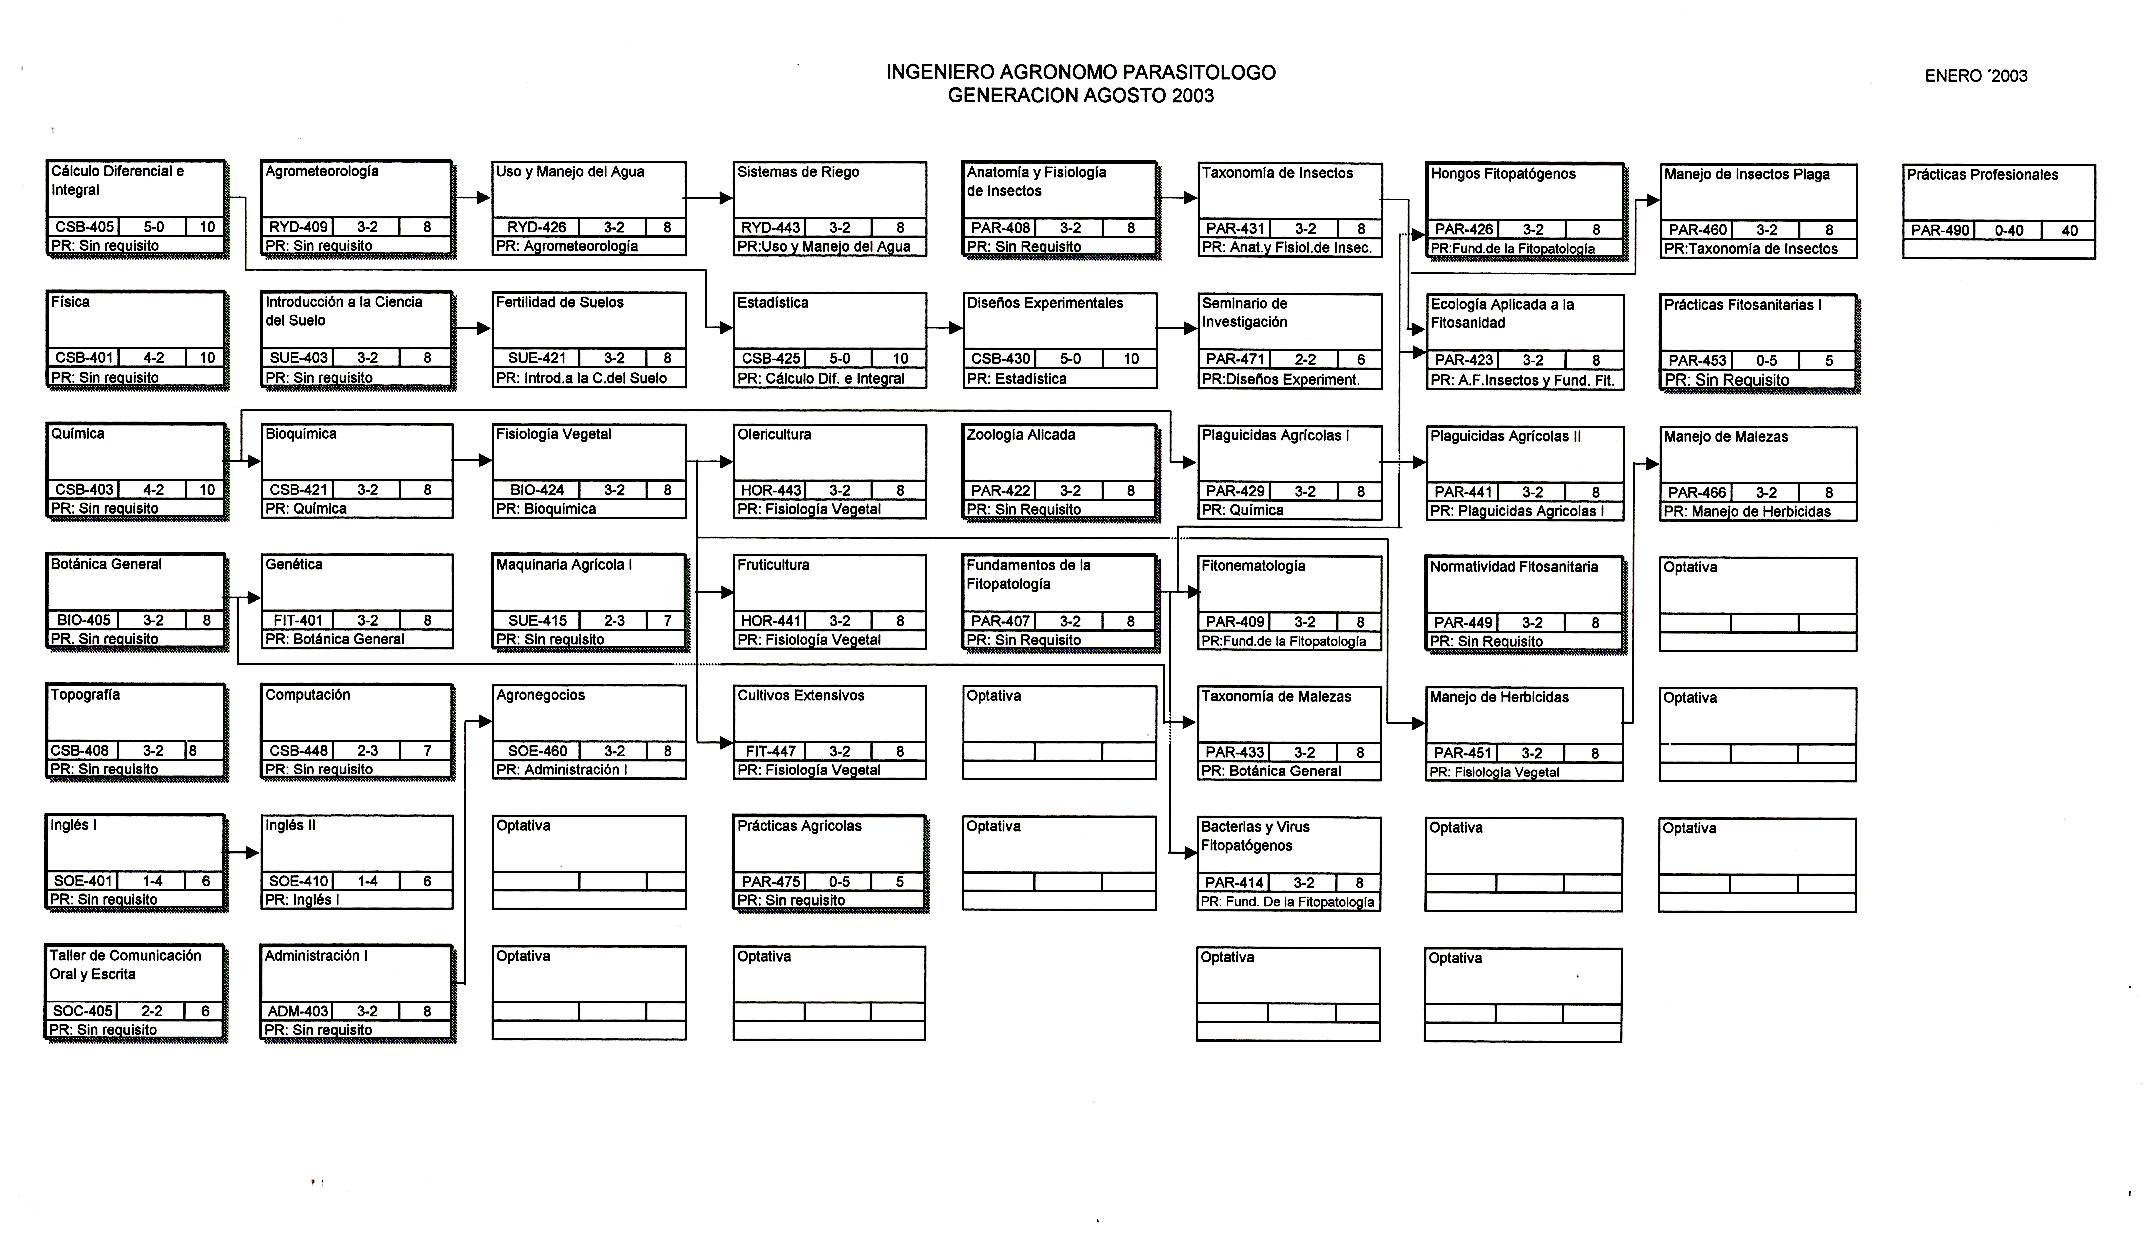 INGENIERO AGRONOMO PARASITOLOGO
GENERACION AGOSTO 2003
ENERO ´2003
Cálculo Diferencial e
Integral
CSB-405 5-0 10
PR: Sin requisito
Agrometeorología
RYD-409 3-2 8
PR: Sin requisito
Uso y Manejo del Agua
RYD-426 3-2 8
PR: Agrometeorología
Sistemas de Riego
RYD-443 3-2 8
PR:Uso y Manejo del Agua
Anatomía y Fisiología
de Insectos
PAR-408 3-2 8
PR: Sin Requisito
Taxonomía de Insectos
PAR-431 3-2 8
PR: Anat.y Fisiol.de Insec.
Hongos Fitopatógenos
PAR-426 3-2 8
PR:Fund.de la Fitopatología
Manejo de Insectos Plaga
PAR-460 3-2 8
PR:Taxonomía de Insectos
Prácticas Profesionales
PAR-490 0-40 40
Física
CSB-401 4-2 10
PR: Sin requisito
Introducción a la Ciencia
del Suelo
SUE-403 3-2 8
PR: Sin requisito
Fertilidad de Suelos
SUE-421 3-2 8
PR: Introd.a la C.del Suelo
Estadística
CSB-425 5-0 10
PR: Cálculo Dif. e Integral
Diseños Experimentales
CSB-430 5-0 10
PR: Estadística
Seminario de
Investigación
PAR-471 2-2 6
PR:Diseños Experiment.
Ecología Aplicada a la
Fitosanidad
PAR-423 3-2 8
PR: A.F.Insectos y Fund. Fit.
Prácticas Fitosanitarias I
PAR-453 0-5 5
PR: Sin Requisito
Química
CSB-403 4-2 10
PR: Sin requisito
Bioquímica
CSB-421 3-2 8
PR: Química
Fisiología Vegetal
BIO-424 3-2 8
PR: Bioquímica
Olericultura
HOR-443 3-2 8
PR: Fisiología Vegetal
Zoología Alicada
PAR-422 3-2 8
PR: Sin Requisito
Plaguicidas Agrícolas I
PAR-429 3-2 8
PR: Química
Plaguicidas Agrícolas II
PAR-441 3-2 8
PR: Plaguicidas Agricolas I
Manejo de Malezas
PAR-466 3-2 8
PR: Manejo de Herbicidas
Botánica General
BIO-405 3-2 8
PR. Sin requisito
Genética
FIT-401 3-2 8
PR: Botánica General
Maquinaria Agrícola I
SUE-415 2-3 7
PR: Sin requisito
Fruticultura
HOR-441 3-2 8
PR: Fisiología Vegetal
Fundamentos de la
Fitopatología
PAR-407 3-2 8
PR: Sin Requisito
Fitonematología
PAR-409 3-2 8
PR:Fund.de la Fitopatología
Normatividad Fitosanitaria
PAR-449 3-2 8
PR: Sin Requisito
Optativa
Topografía
CSB-408 3-2 8
PR: Sin requisito
Computación
CSB-448 2-3 7
PR: Sin requisito
Agronegocios
SOE-460 3-2 8
PR: Administración I
Cultivos Extensivos
FIT-447 3-2 8
PR: Fisiología Vegetal
Optativa
Taxonomía de Malezas
PAR-433 3-2 8
PR: Botánica General
Manejo de Herbicidas
PAR-451 3-2 8
PR: Fisiología Vegetal
Optativa
Inglés I
SOE-401 1-4 6
PR: Sin requisito
Inglés II
SOE-410 1-4 6
PR: Inglés I
Optativa
Prácticas Agrícolas
PAR-475 0-5 5
PR: Sin requisito
Optativa
Bacterias y Virus
Fitopatógenos
PAR-414 3-2 8
PR: Fund. De la Fitopatología
Optativa
Optativa
Taller de Comunicación
Oral y Escrita
SOC-405 2-2 6
PR: Sin requisito
Administración I
ADM-403 3-2 8
PR: Sin requisito
Optativa
Optativa
Optativa
Optativa